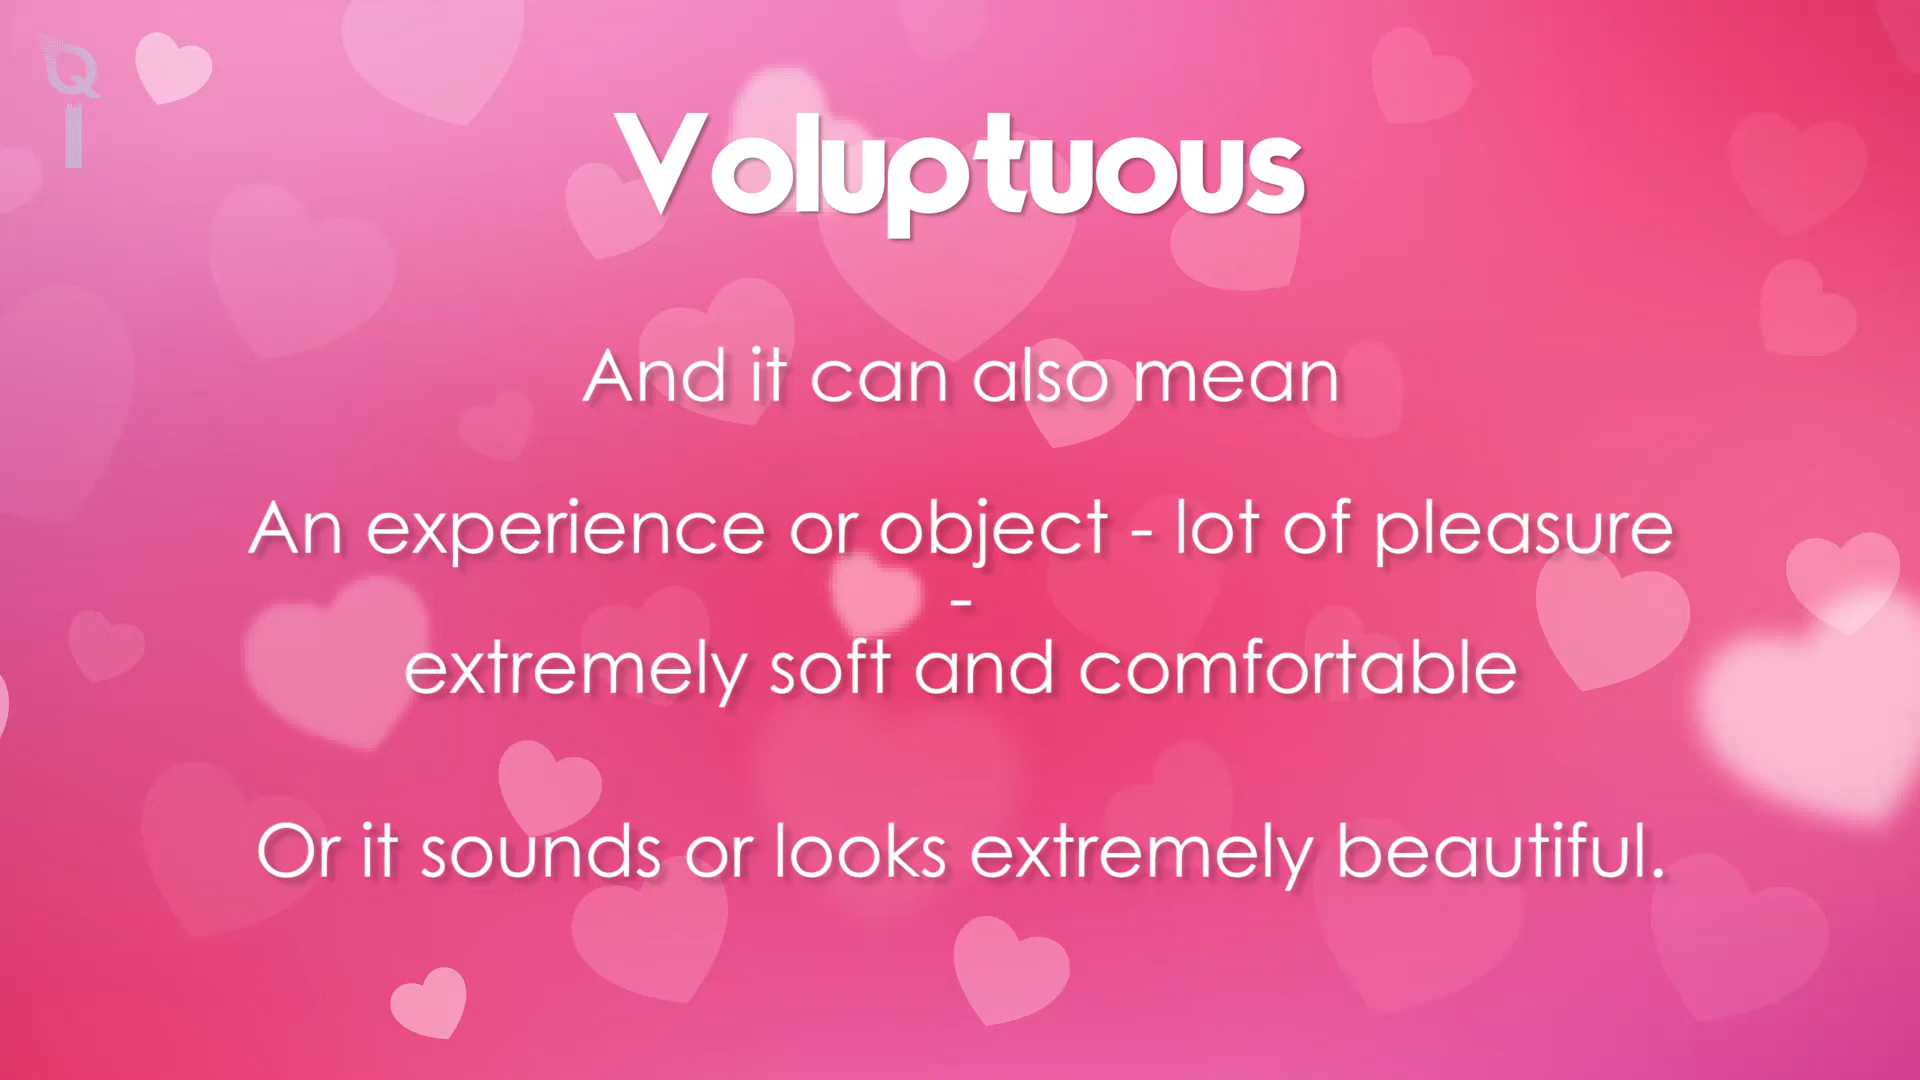 Q
I
Voluptuous
And it can also mean
An experience or object - lot of pleasure
-
extremely soft and comfortable
Or it sounds or looks extremely beautiful.